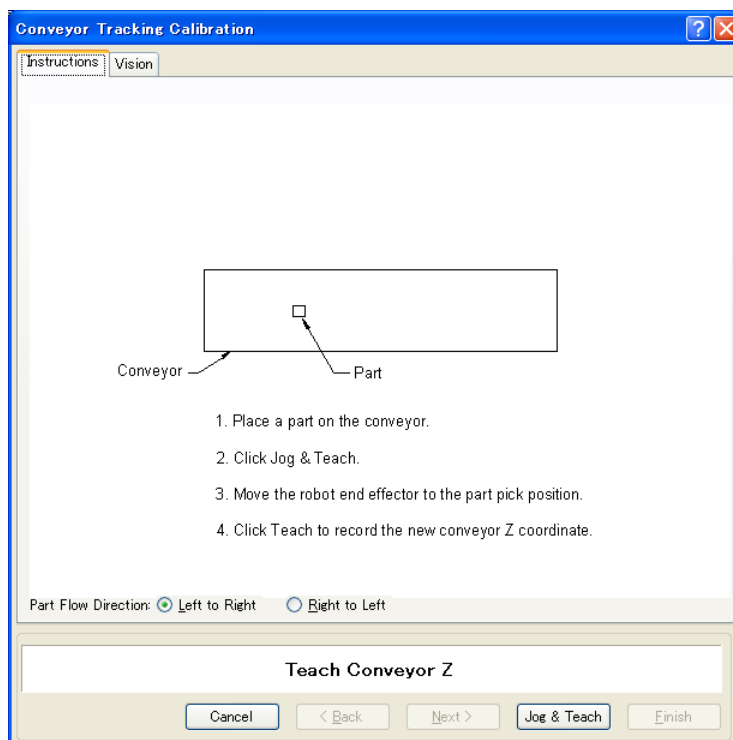 Conveyor Tracking Calibration
Instructions Vision
Conveyor
Part
1. Place a part on the conveyor.
2. Click Jog & Teach.
3. Move the robot end effector to the part pick position.
4. Click Teach to record the new conveyor Z coordinate.
Part Flow Direction: Left to Right Right to Left
Teach Conveyor Z
Cancel < Back Next > Jog & Teach Finish